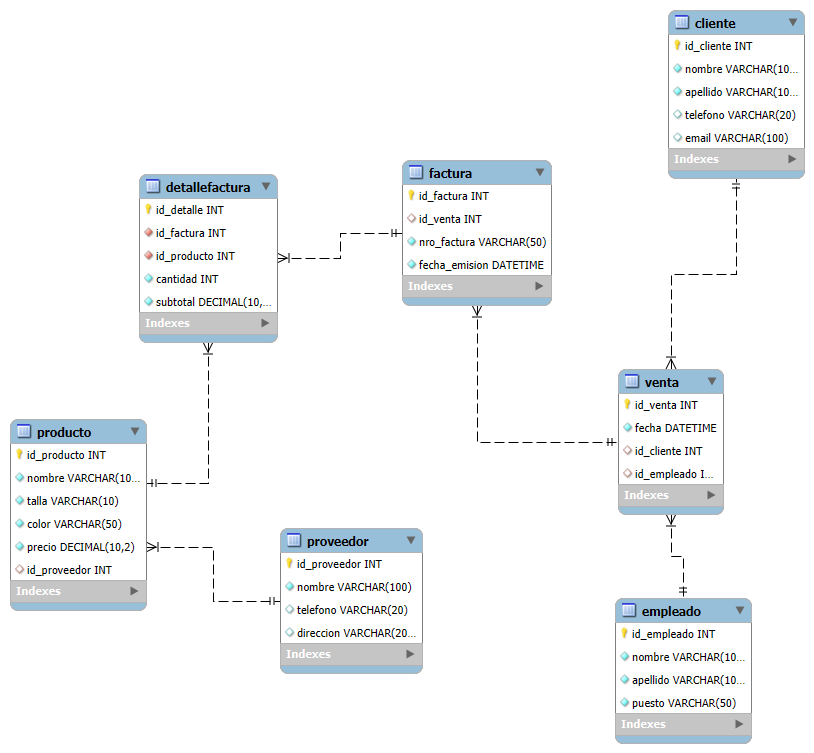 cliente
id_cliente INT
nombre VARCHAR(10...
apellido VARCHAR(10...
telefono VARCHAR(20)
email VARCHAR(100)
Indexes
detallefactura
id_detalle INT
id_factura INT
id_producto INT
cantidad INT
subtotal DECIMAL(10,...
Indexes
factura
id_factura INT
id_venta INT
nro_factura VARCHAR(50)
fecha_emision DATETIME
Indexes
venta
id_venta INT
fecha DATETIME
id_cliente INT
id_empleado I...
Indexes
producto
id_producto INT
nombre VARCHAR(10...
talla VARCHAR(10)
color VARCHAR(50)
precio DECIMAL(10,2)
id_proveedor INT
Indexes
proveedor
id_proveedor INT
nombre VARCHAR(100)
telefono VARCHAR(20)
direccion VARCHAR(20...
Indexes
empleado
id_empleado INT
nombre VARCHAR(10...
apellido VARCHAR(10...
puesto VARCHAR(50)
Indexes